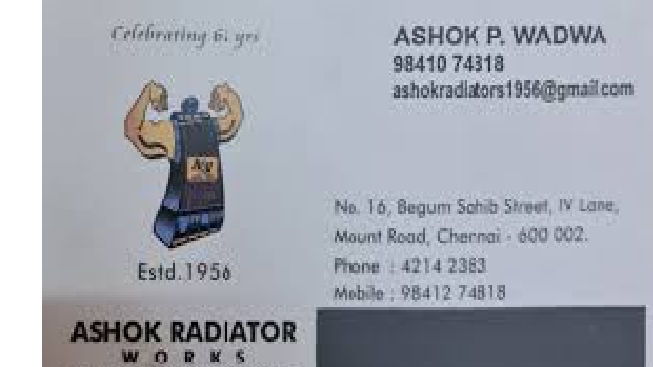 Celebrating 61 yrs
Estd.1956
ASHOK RADIATOR
WORKS
ASHOK P. WADWA
98410 74318
ashokradiators1956@gmail.com
No. 16, Begum Sahib Street, IV Lane,
Mount Road, Chennai - 600 002.
Phone : 4214 2383
Mobile : 98412 74818